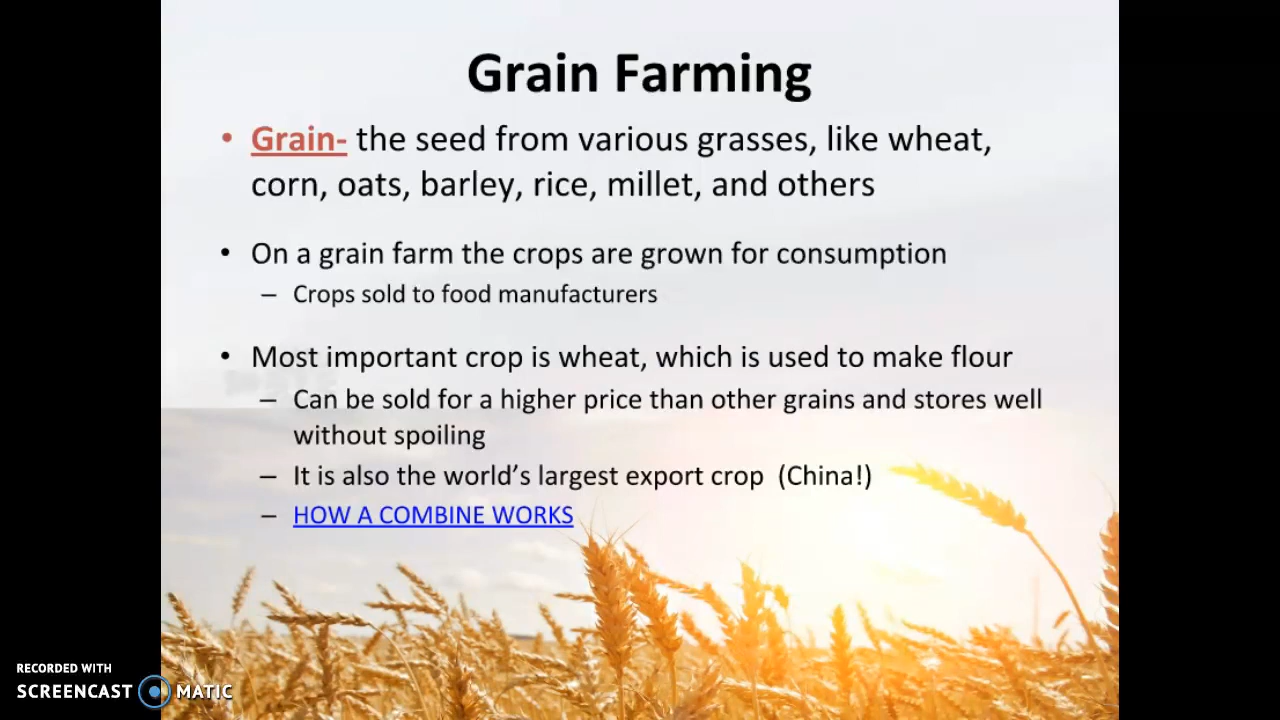 Grain Farming
• Grain- the seed from various grasses, like wheat,
corn, oats, barley, rice, millet, and others
• On a grain farm the crops are grown for consumption
– Crops sold to food manufacturers
• Most important crop is wheat, which is used to make flour
– Can be sold for a higher price than other grains and stores well
without spoiling
– It is also the world’s largest export crop  (China!)
– HOW A COMBINE WORKS
RECORDED WITH
SCREENCAST MATIC